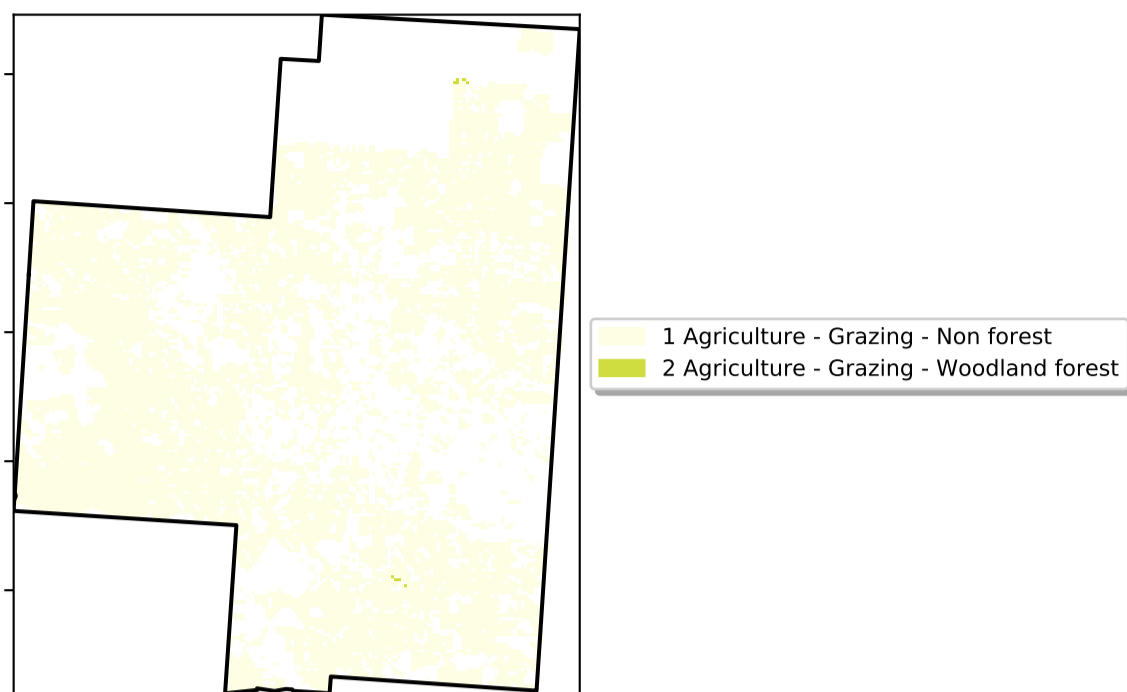 1 Agriculture - Grazing - Non forest
2 Agriculture - Grazing - Woodland forest